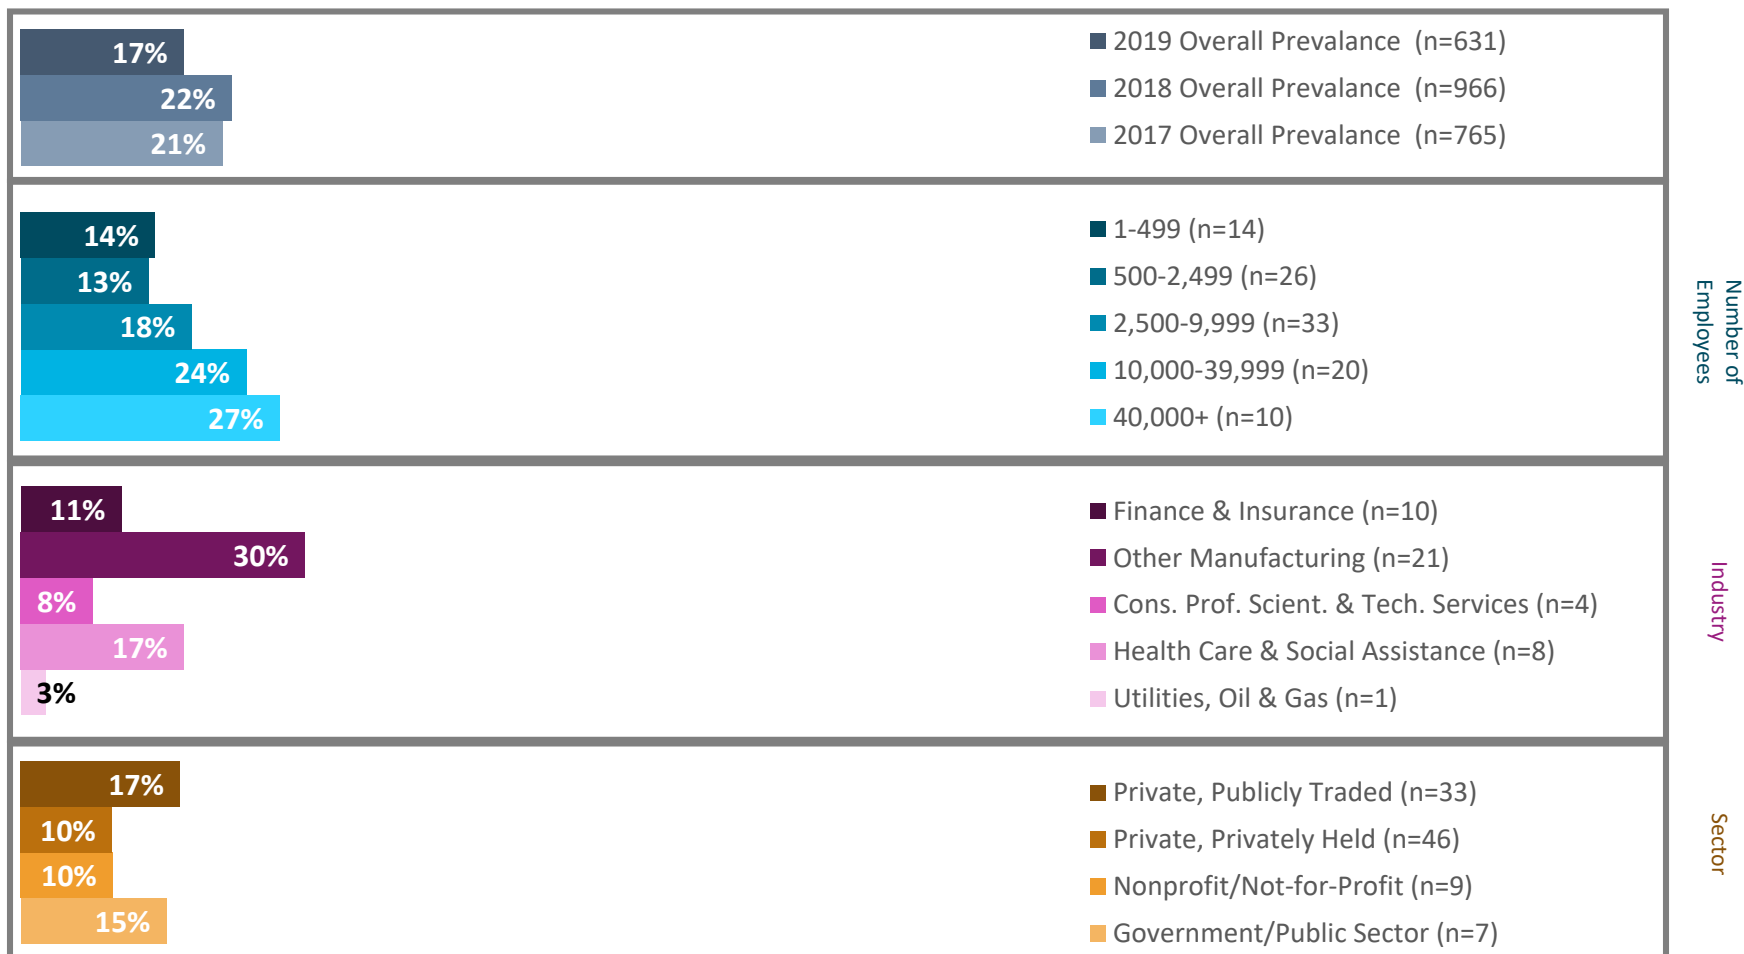 17%
22%
21%
2019 Overall Prevalance (n=631)
2018 Overall Prevalance (n=966)
2017 Overall Prevalance (n=765)
14%
13%
18%
24%
27%
1-499 (n=14)
500-2,499 (n=26)
2,500-9,999 (n=33)
10,000-39,999 (n=20)
40,000+ (n=10)
Number of
Employees
11%
30%
8%
17%
3%
Finance & Insurance (n=10)
Other Manufacturing (n=21)
Cons. Prof. Scient. & Tech. Services (n=4)
Health Care & Social Assistance (n=8)
Utilities, Oil & Gas (n=1)
Industry
17%
10%
10%
15%
Private, Publicly Traded (n=33)
Private, Privately Held (n=46)
Nonprofit/Not-for-Profit (n=9)
Government/Public Sector (n=7)
Sector